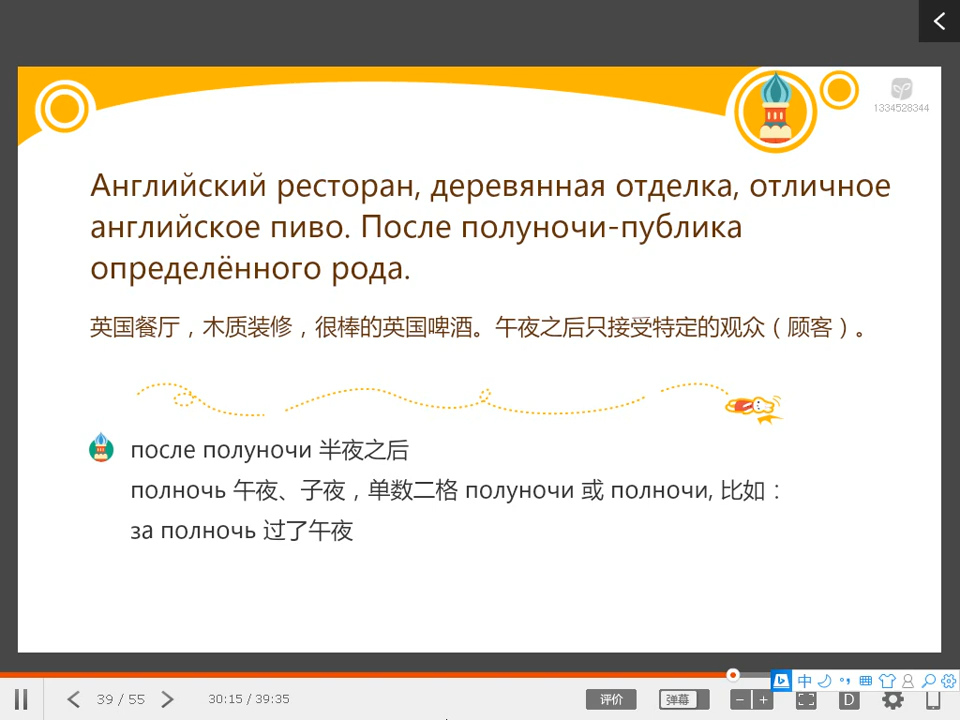 1334528344
Английский ресторан, деревянная отделка, отличное
английское пиво. После полуночи-публика
определённого рода.
英国餐厅，木质装修，很棒的英国啤酒。午夜之后只接受特定的观众（顾客）。
после полуночи 半夜之后
полночь 午夜、子夜，单数二格 полуночи 或 полночи, 比如：
за полночь 过了午夜
39 / 55
30:15 / 39:35
评价
弹幕
中
D